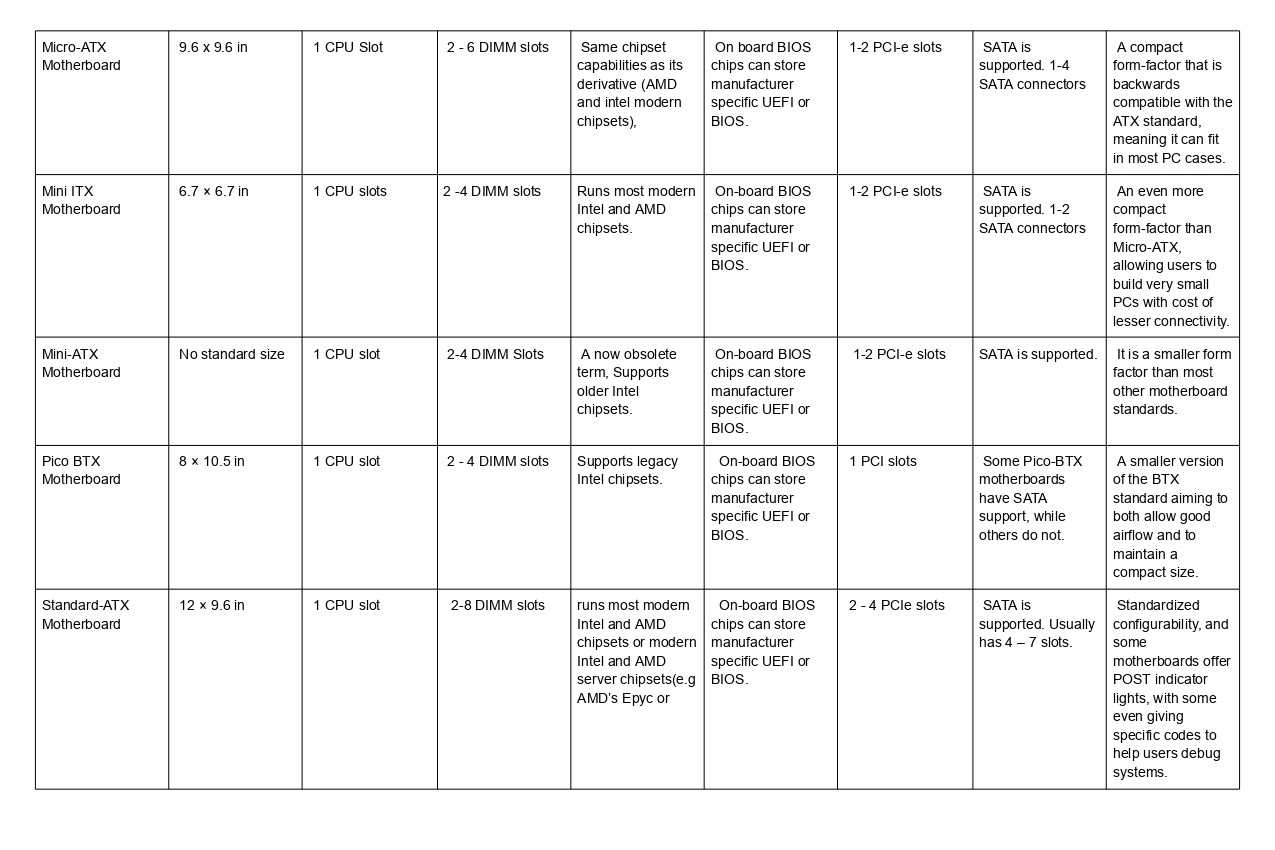 Micro-ATX
Motherboard
9.6 x 9.6 in
1 CPU Slot
2 - 6 DIMM slots
Same chipset
capabilities as its
derivative (AMD
and intel modern
chipsets),
On board BIOS
chips can store
manufacturer
specific UEFI or
BIOS.
1-2 PCI-e slots
SATA is
supported. 1-4
SATA connectors
A compact
form-factor that is
backwards
compatible with the
ATX standard,
meaning it can fit
in most PC cases.
Mini ITX
Motherboard
6.7 × 6.7 in
1 CPU slots
2 -4 DIMM slots
Runs most modern
Intel and AMD
chipsets.
On-board BIOS
chips can store
manufacturer
specific UEFI or
BIOS.
1-2 PCI-e slots
SATA is
supported. 1-2
SATA connectors
An even more
compact
form-factor than
Micro-ATX,
allowing users to
build very small
PCs with cost of
lesser connectivity.
Mini-ATX
Motherboard
No standard size
1 CPU slot
2-4 DIMM Slots
A now obsolete
term, Supports
older Intel
chipsets.
On-board BIOS
chips can store
manufacturer
specific UEFI or
BIOS.
1-2 PCI-e slots
SATA is supported.
It is a smaller form
factor than most
other motherboard
standards.
Pico BTX
Motherboard
8 × 10.5 in
1 CPU slot
2 - 4 DIMM slots
Supports legacy
Intel chipsets.
On-board BIOS
chips can store
manufacturer
specific UEFI or
BIOS.
1 PCI slots
Some Pico-BTX
motherboards
have SATA
support, while
others do not.
A smaller version
of the BTX
standard aiming to
both allow good
airflow and to
maintain a
compact size.
Standard-ATX
Motherboard
12 × 9.6 in
1 CPU slot
2-8 DIMM slots
runs most modern
Intel and AMD
chipsets or modern
Intel and AMD
server chipsets(e.g
AMD's Epyc or
On-board BIOS
chips can store
manufacturer
specific UEFI or
BIOS.
2 - 4 PCIe slots
SATA is
supported. Usually
has 4 – 7 slots.
Standardized
configurability, and
some
motherboards offer
POST indicator
lights, with some
even giving
specific codes to
help users debug
systems.